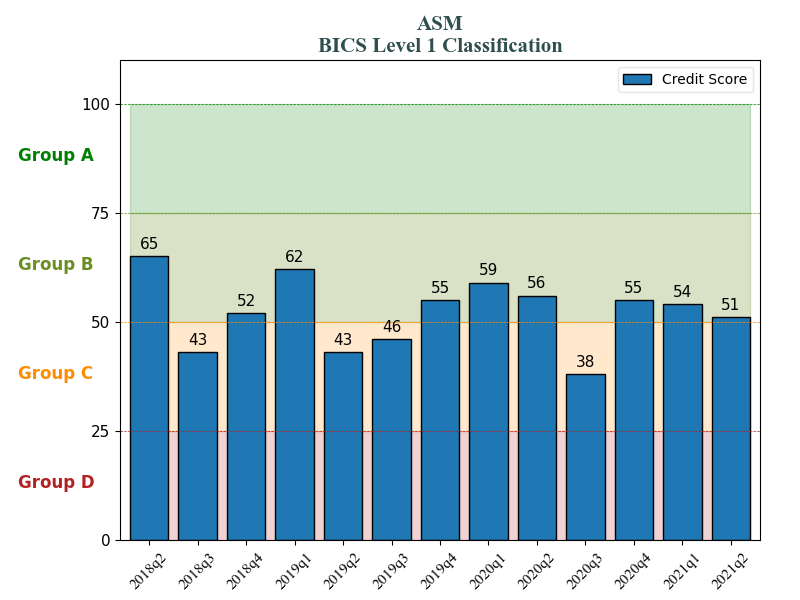 ASM
BICS Level 1 Classification
Credit Score
100
Group A
75
65
Group B
62
59
56
55
55
54
52
51
50
46
43
43
38
Group C
25
Group D
0
2018q2 2018q3 2018q4 2019q1 2019q2 2019q3 2019q4 2020q1 2020q2 2020q3 2020q4 2021q1 2021q2